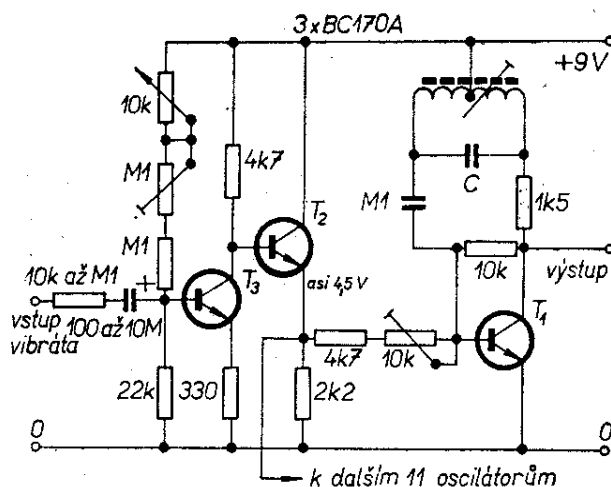 3xBC170A
+9V
10k
M1
4k7
C
M1
1k5
M1
T2
10k
výstup
10k až M1
+
T3
asi 4,5 V
T1
vstup
vibráta
100 až 10M
4k7
10k
22k
330
2k2
0
0
k dalším 11 oscilátorům